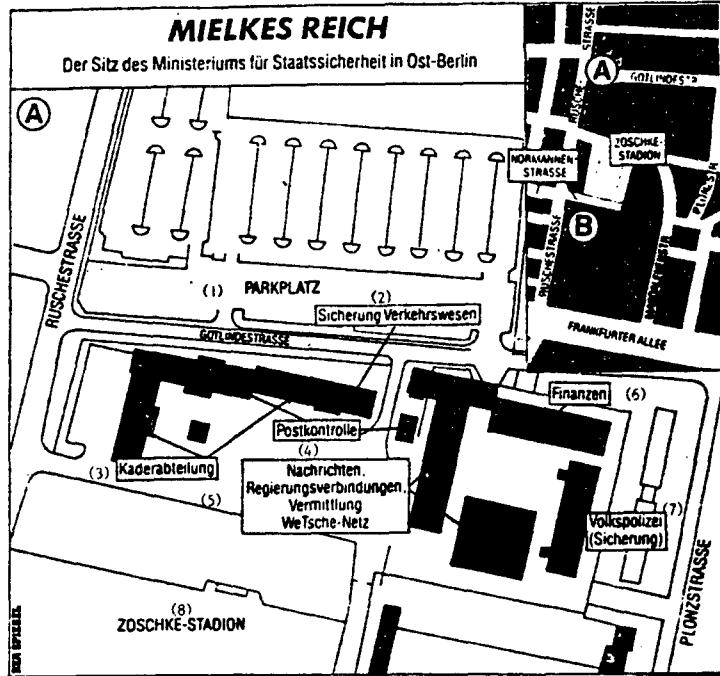 MIELKES REICH
Der Sitz des Ministeriums für Staatssicherheit in Ost-Berlin
A
A
GOTLINDESTR
ZOSCHKE-
STADION
NORMANNEN-
STRASSE
B
RUSCHESTRASSE
FRANKFURTER ALLEE
RUSCHESTRASSE
(1)
PARKPLATZ
(2)
Sicherung Verkehrswesen
GOTLINDESTRASSE
Finanzen
(6)
Postkontrolle
(3)
Kaderabteilung
(4)
Nachrichten,
Regierungsverbindungen,
Vermittlung
WeTsche-Netz
(5)
(7)
Volkspolizei
(Sicherung)
PLONZSTRASSE
(8)
ZOSCHKE-STADION
DER SPIEGEL